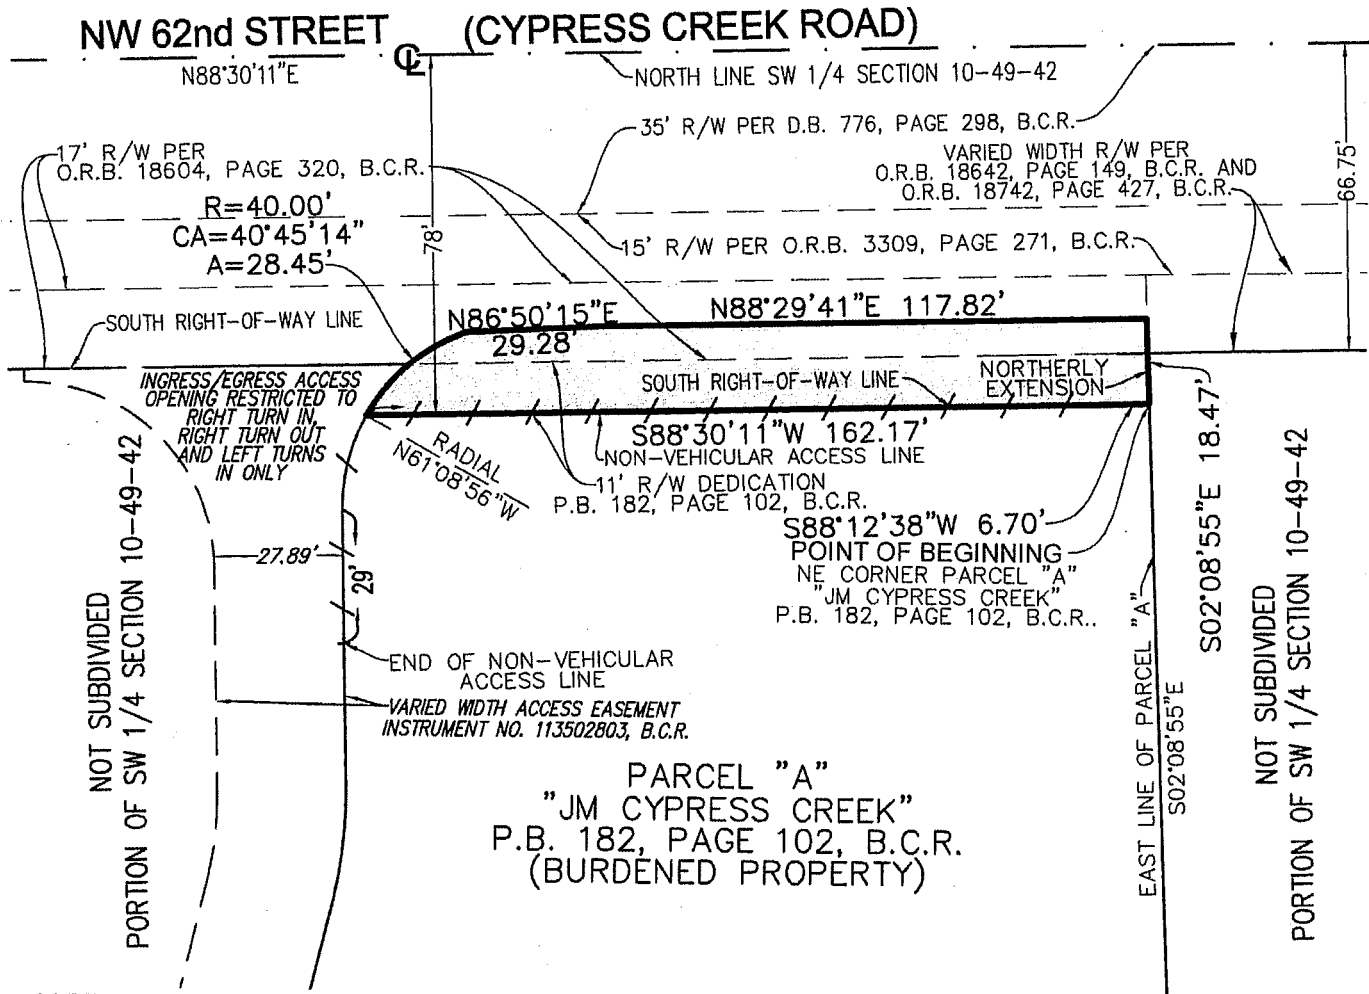 NW 62nd STREET (CYPRESS CREEK ROAD)
N88°30'11"E
℄
NORTH LINE SW 1/4 SECTION 10-49-42
35' R/W PER D.B. 776, PAGE 298, B.C.R.
17' R/W PER
O.R.B. 18604, PAGE 320, B.C.R.
VARIED WIDTH R/W PER
O.R.B. 18642, PAGE 149, B.C.R. AND
O.R.B. 18742, PAGE 427, B.C.R.
66.75'
R=40.00'
CA=40°45'14"
A=28.45'
78'
15' R/W PER O.R.B. 3309, PAGE 271, B.C.R.
SOUTH RIGHT-OF-WAY LINE
N86°50'15"E
29.28'
N88°29'41"E 117.82'
INGRESS/EGRESS ACCESS
OPENING RESTRICTED TO
RIGHT TURN IN,
RIGHT TURN OUT
AND LEFT TURNS
IN ONLY
SOUTH RIGHT-OF-WAY LINE
NORTHERLY
EXTENSION
S02°08'55"E 18.47'
RADIAL
N61°08'56"W
S88°30'11"W 162.17'
NON-VEHICULAR ACCESS LINE
11' R/W DEDICATION
P.B. 182, PAGE 102, B.C.R.
S88°12'38"W 6.70'
POINT OF BEGINNING
NE CORNER PARCEL "A"
"JM CYPRESS CREEK"
P.B. 182, PAGE 102, B.C.R..
27.89'
29'
END OF NON-VEHICULAR
ACCESS LINE
VARIED WIDTH ACCESS EASEMENT
INSTRUMENT NO. 113502803, B.C.R.
NOT SUBDIVIDED
PORTION OF SW 1/4 SECTION 10-49-42
PARCEL "A"
"JM CYPRESS CREEK"
P.B. 182, PAGE 102, B.C.R.
(BURDENED PROPERTY)
EAST LINE OF PARCEL "A"
S02°08'55"E
NOT SUBDIVIDED
PORTION OF SW 1/4 SECTION 10-49-42